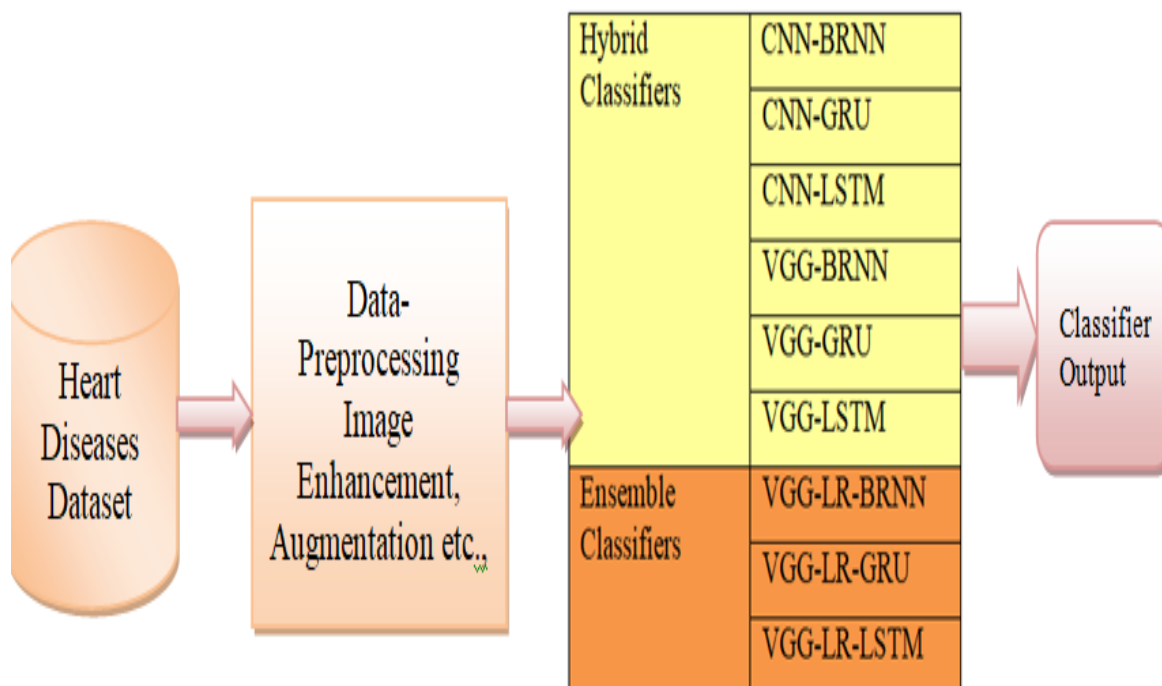 Heart
Diseases
Dataset
Data-
Preprocessing
Image
Enhancement,
Augmentation etc.,
Hybrid
Classifiers
CNN-BRNN
CNN-GRU
CNN-LSTM
VGG-BRNN
VGG-GRU
VGG-LSTM
Ensemble
Classifiers
VGG-LR-BRNN
VGG-LR-GRU
VGG-LR-LSTM
Classifier
Output